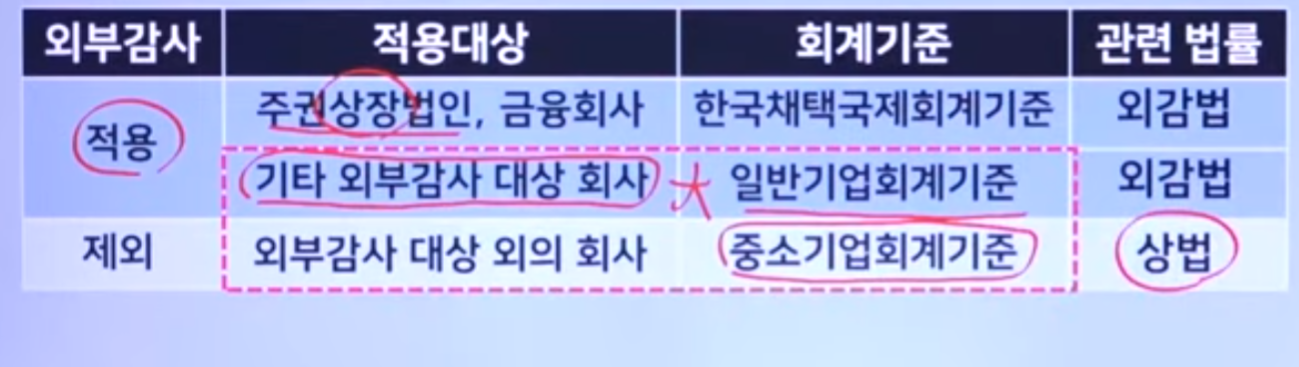 외부감사 적용대상 회계기준 관련 법률
적용 주권상장법인, 금융회사 한국채택국제회계기준 외감법
기타 외부감사 대상 회사 일반기업회계기준 외감법
제외 외부감사 대상 외의 회사 중소기업회계기준 상법